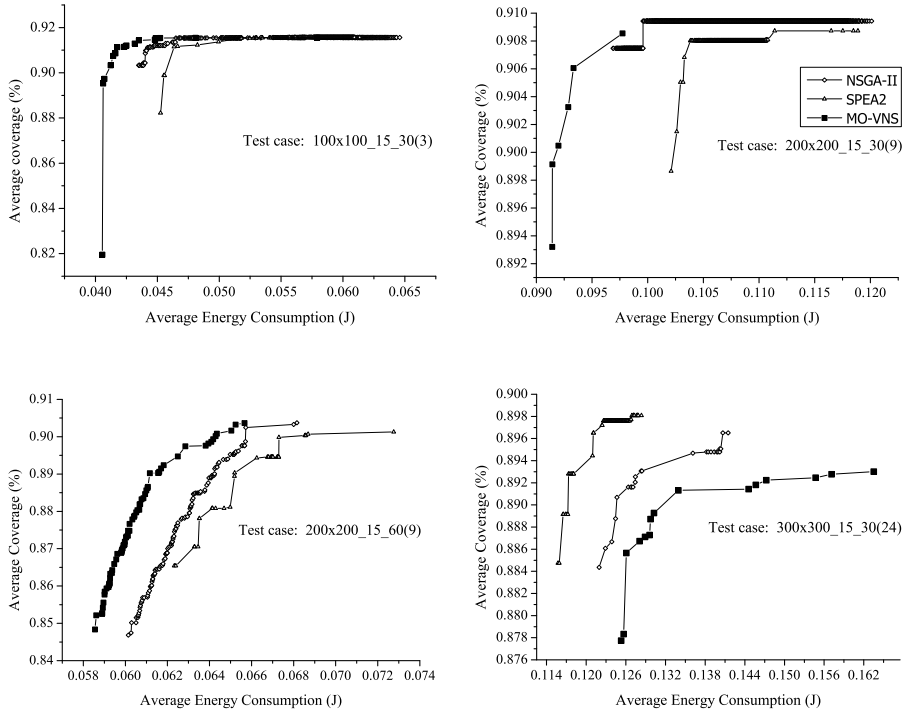 0.92
0.90
0.88
0.86
0.84
0.82
Average coverage (%)
Test case: 100x100_15_30(3)
0.040 0.045 0.050 0.055 0.060 0.065
Average Energy Consumption (J)
0.910
0.908
0.906
0.904
0.902
0.900
0.898
0.896
0.894
0.892
Average Coverage (%)
NSGA-II
SPEA2
MO-VNS
Test case: 200x200_15_30(9)
0.090 0.095 0.100 0.105 0.110 0.115 0.120
Average Energy Consumption (J)
0.91
0.90
0.89
0.88
0.87
0.86
0.85
0.84
Average Coverage (%)
Test case: 200x200_15_60(9)
0.058 0.060 0.062 0.064 0.066 0.068 0.070 0.072 0.074
Average Energy Consumption (J)
0.900
0.898
0.896
0.894
0.892
0.888
0.886
0.884
0.880
0.878
0.876
Average Coverage (%)
Test case: 300x300_15_30(24)
0.114 0.120 0.126 0.132 0.138 0.144 0.150 0.156 0.162
Average Energy Consumption (J)